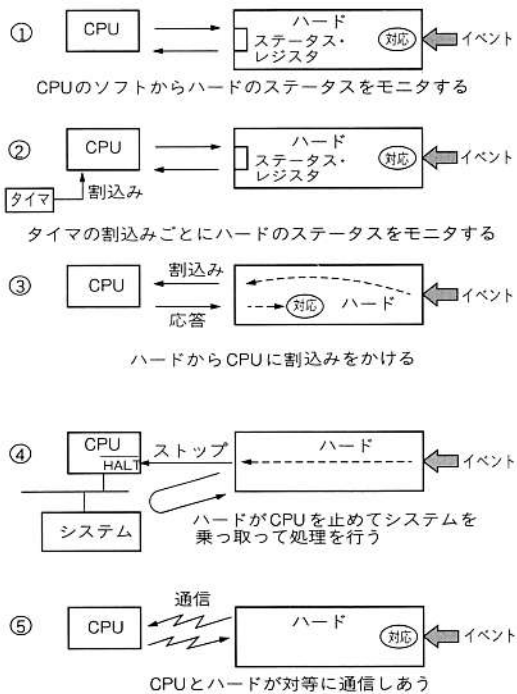 ①
CPU
ハード
ステータス・
レジスタ
対応
イベント
CPUのソフトからハードのステータスをモニタする
②
CPU
ハード
ステータス・
レジスタ
対応
イベント
タイマ
割込み
タイマの割込みごとにハードのステータスをモニタする
③
CPU
割込み
応答
対応
ハード
イベント
ハードからCPUに割込みをかける
④
CPU
HALT
ストップ
ハード
イベント
システム
ハードがCPUを止めてシステムを
乗っ取って処理を行う
⑤
CPU
通信
ハード
対応
イベント
CPUとハードが対等に通信しあう